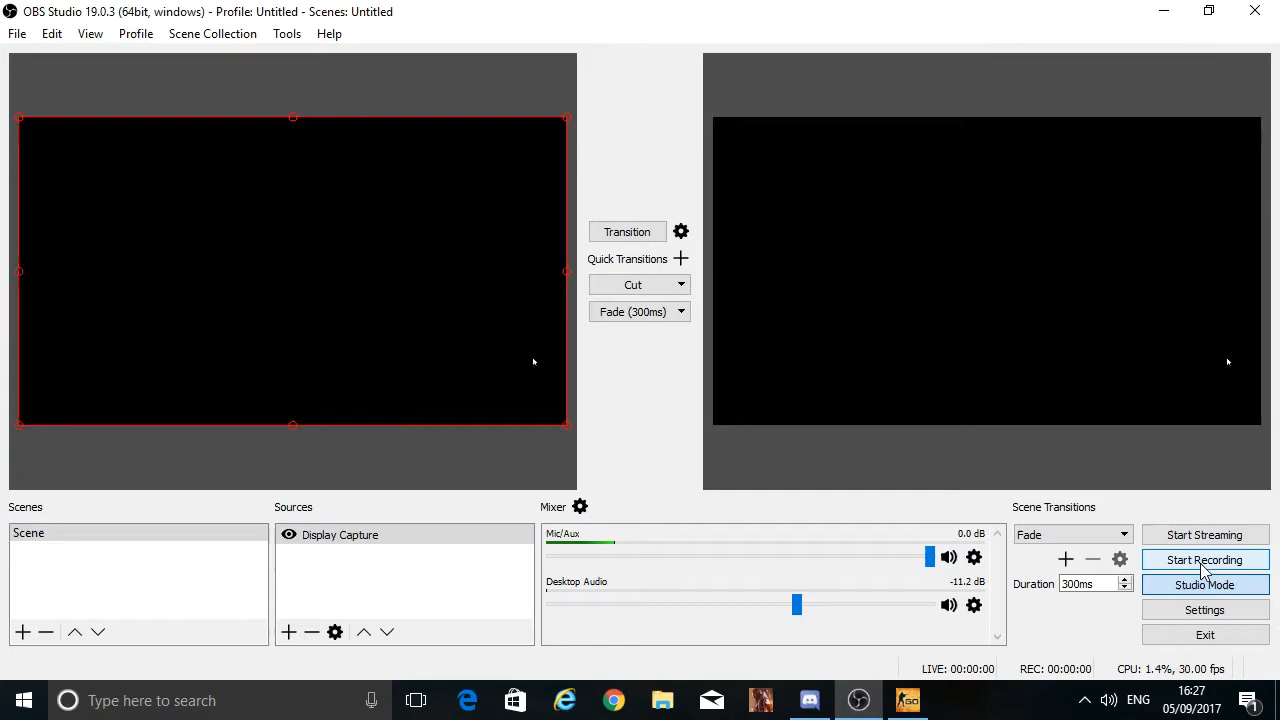 OBS Studio 19.0.3 (64bit, windows) - Profile: Untitled - Scenes: Untitled
File Edit View Profile Scene Collection Tools Help
Transition
Quick Transitions
Cut
Fade (300ms)
Scenes
Scene
Sources
Display Capture
Mixer
Mic/Aux 0.0 dB
Desktop Audio -11.2 dB
Scene Transitions
Fade
Duration 300ms
Start Streaming
Start Recording
Studio Mode
Settings
Exit
LIVE: 00:00:00 REC: 00:00:00 CPU: 1.4%, 30.00 fps
Type here to search
GO
ENG
16:27
05/09/2017
1